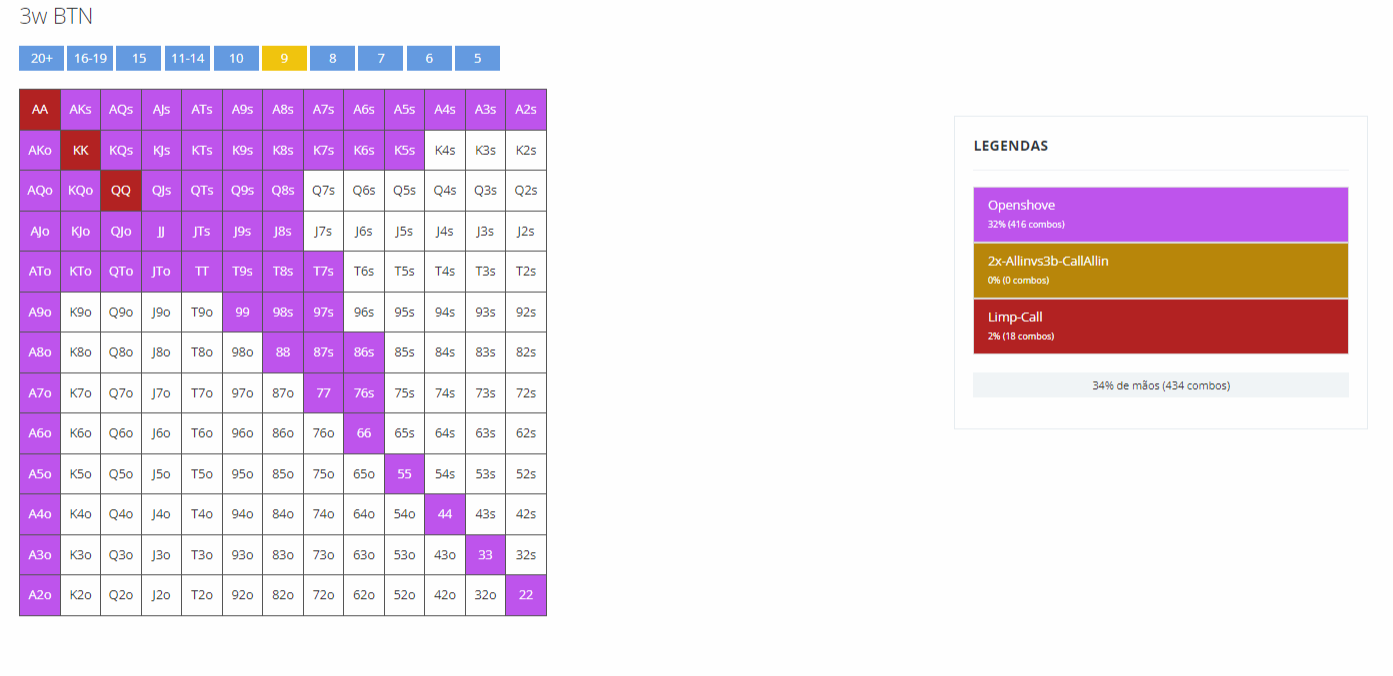 3w BTN
20+ 16-19 15 11-14 10 9 8 7 6 5
AA AKs AQs AJs ATs A9s A8s A7s A6s A5s A4s A3s A2s
AKo KK KQs KJs KTs K9s K8s K7s K6s K5s K4s K3s K2s
AQo KQo QQ QJs QTs Q9s Q8s Q7s Q6s Q5s Q4s Q3s Q2s
AJo KJo QJo JJ JTs J9s J8s J7s J6s J5s J4s J3s J2s
ATo KTo QTo JTo TT T9s T8s T7s T6s T5s T4s T3s T2s
A9o K9o Q9o J9o T9o 99 98s 97s 96s 95s 94s 93s 92s
A8o K8o Q8o J8o T8o 98o 88 87s 86s 85s 84s 83s 82s
A7o K7o Q7o J7o T7o 97o 87o 77 76s 75s 74s 73s 72s
A6o K6o Q6o J6o T6o 96o 86o 76o 66 65s 64s 63s 62s
A5o K5o Q5o J5o T5o 95o 85o 75o 65o 55 54s 53s 52s
A4o K4o Q4o J4o T4o 94o 84o 74o 64o 54o 44 43s 42s
A3o K3o Q3o J3o T3o 93o 83o 73o 63o 53o 43o 33 32s
A2o K2o Q2o J2o T2o 92o 82o 72o 62o 52o 42o 32o 22
LEGENDAS
Openshove
32% (416 combos)
2x-Allinvs3b-CallAllin
0% (0 combos)
Limp-Call
2% (18 combos)
34% de mãos (434 combos)